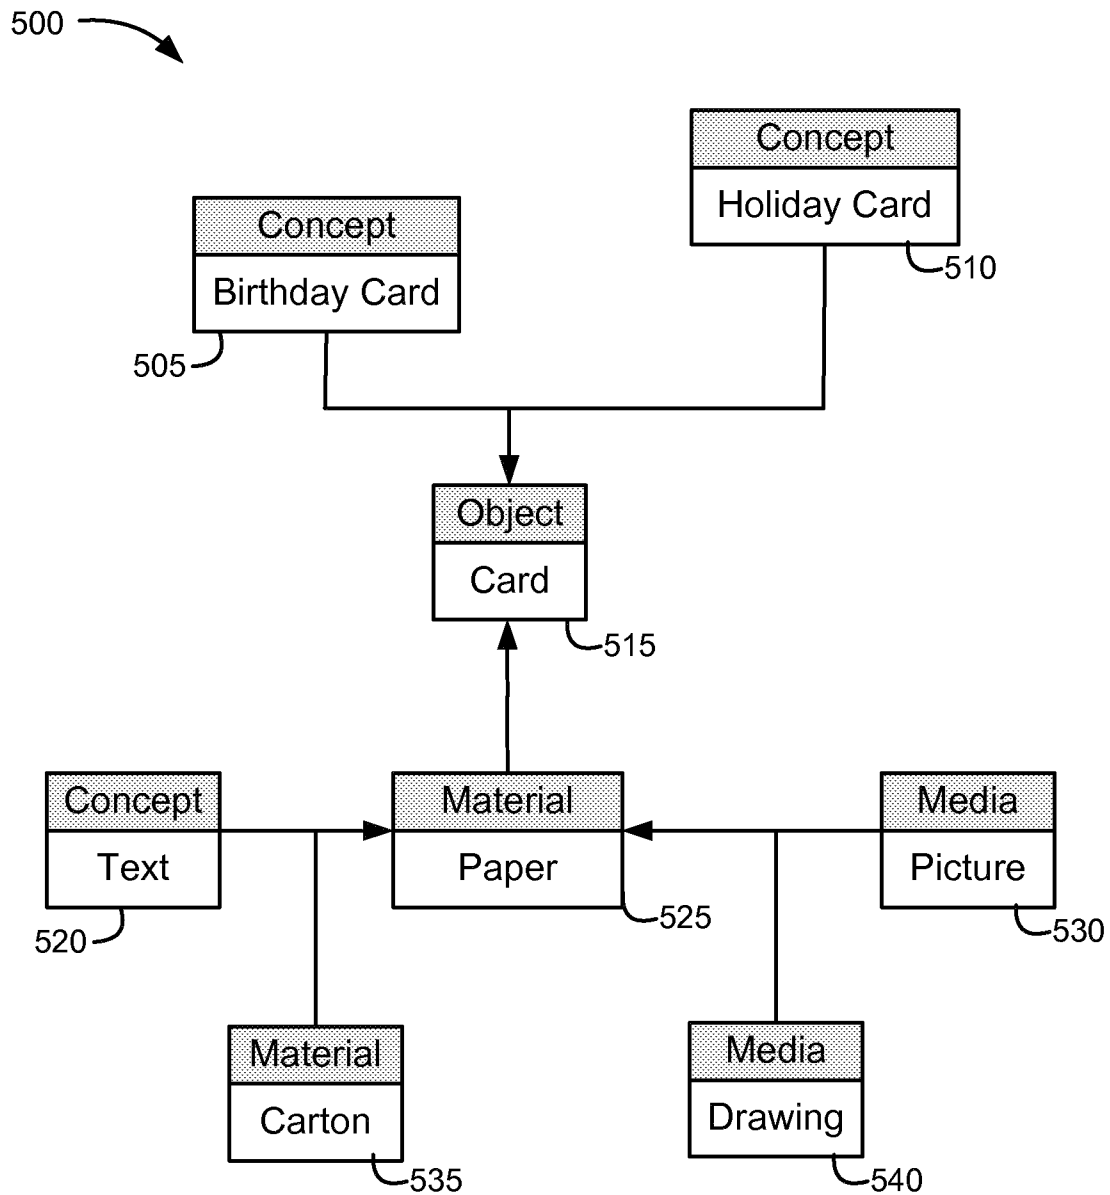 500
Concept
Holiday Card
510
Concept
Birthday Card
505
Object
Card
515
Concept
Text
520
Material
Paper
525
Media
Picture
530
Material
Carton
535
Media
Drawing
540